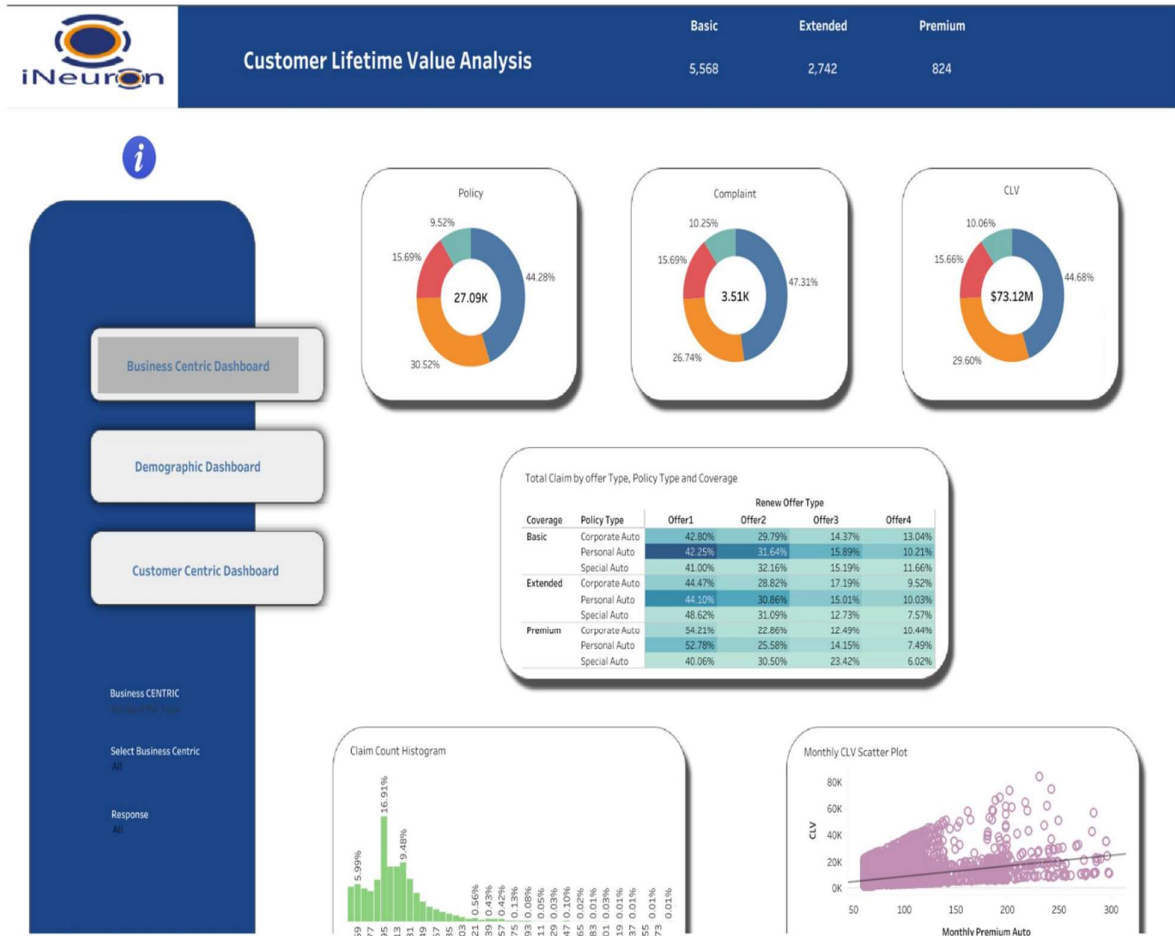 iNeuron
Customer Lifetime Value Analysis
Basic Extended Premium
5,568 2,742 824
i
Business Centric Dashboard
Demographic Dashboard
Customer Centric Dashboard
Business CENTRIC
Select Business Centric
All
Response
All
Policy
9.52%
15.69%
44.28%
27.09K
30.52%
Complaint
10.25%
15.69%
47.31%
3.51K
26.74%
CLV
10.06%
15.66%
44.68%
$73.12M
29.60%
Total Claim by offer Type, Policy Type and Coverage
Renew Offer Type
Coverage Policy Type Offer1 Offer2 Offer3 Offer4
Basic Corporate Auto 42.80% 29.79% 14.37% 13.04%
Personal Auto 42.25% 31.64% 15.89% 10.21%
Special Auto 41.00% 32.16% 15.19% 11.66%
Extended Corporate Auto 44.47% 28.82% 17.19% 9.52%
Personal Auto 44.10% 30.86% 15.01% 10.03%
Special Auto 48.62% 31.09% 12.73% 7.57%
Premium Corporate Auto 54.21% 22.86% 12.49% 10.44%
Personal Auto 52.78% 25.58% 14.15% 7.49%
Special Auto 40.06% 30.50% 23.42% 6.02%
Claim Count Histogram
5.99%
16.91%
9.48%
0.56%
0.43%
0.42%
0.13%
0.08%
0.05%
0.03%
0.10%
0.02%
0.01%
0.03%
0.01%
0.01%
0.01%
0.01%
Monthly CLV Scatter Plot
80K
60K
40K
20K
0K
CLV
50 100 150 200 250 300
Monthly Premium Auto